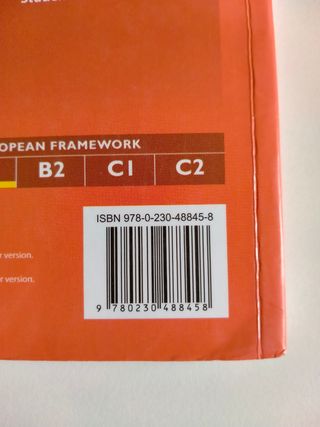 OPEAN FRAMEWORK
B2 C1 C2
ISBN 978-0-230-48845-8
r version.
r version.
9 780230 488458